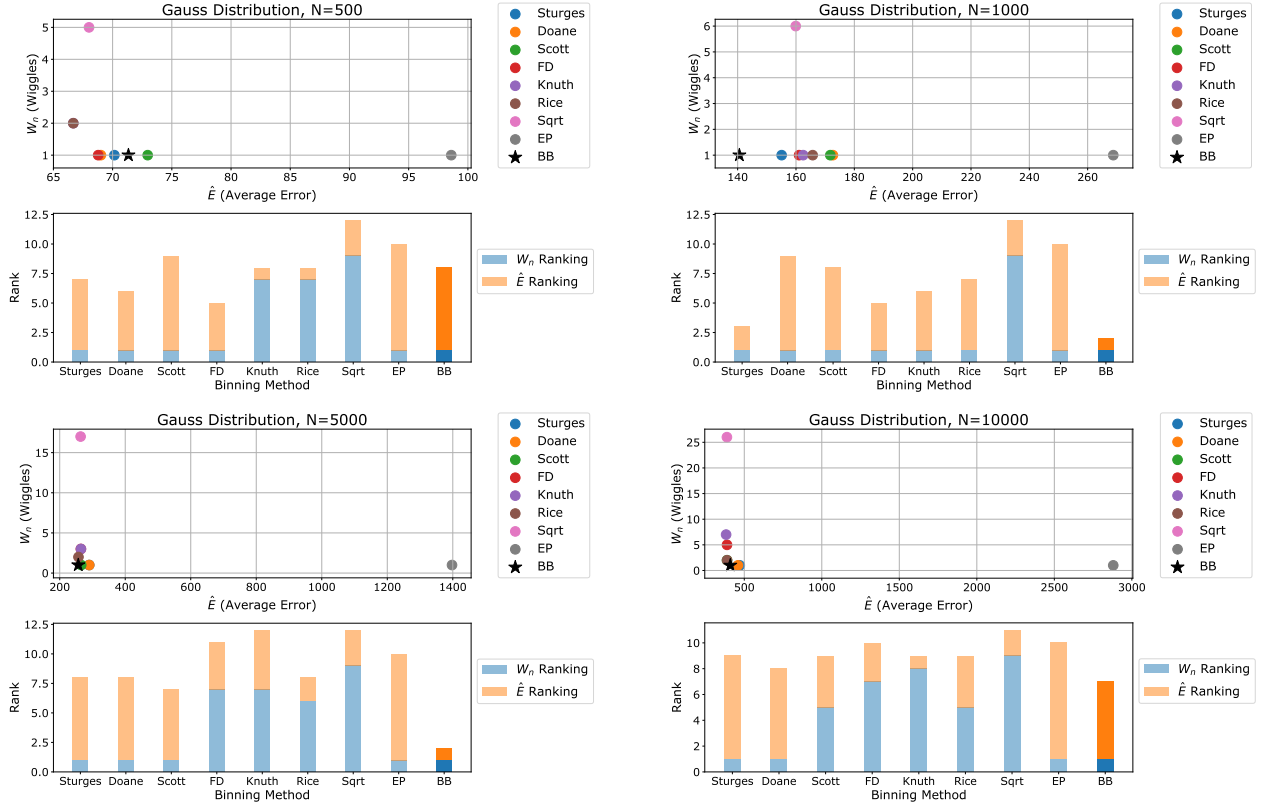 Gauss Distribution, N=500
5
4
3
2
1
Wₙ (Wiggles)
65 70 75 80 85 90 95 100
Ê (Average Error)
Sturges
Doane
Scott
FD
Knuth
Rice
Sqrt
EP
BB
12.5
10.0
7.5
5.0
2.5
0.0
Rank
Sturges Doane Scott FD Knuth Rice Sqrt EP BB
Binning Method
Wₙ Ranking
Ê Ranking
Gauss Distribution, N=1000
6
5
4
3
2
1
Wₙ (Wiggles)
140 160 180 200 220 240 260
Ê (Average Error)
Sturges
Doane
Scott
FD
Knuth
Rice
Sqrt
EP
BB
12.5
10.0
7.5
5.0
2.5
0.0
Rank
Sturges Doane Scott FD Knuth Rice Sqrt EP BB
Binning Method
Wₙ Ranking
Ê Ranking
Gauss Distribution, N=5000
15
10
5
0
Wₙ (Wiggles)
200 400 600 800 1000 1200 1400
Ê (Average Error)
Sturges
Doane
Scott
FD
Knuth
Rice
Sqrt
EP
BB
12.5
10.0
7.5
5.0
2.5
0.0
Rank
Sturges Doane Scott FD Knuth Rice Sqrt EP BB
Binning Method
Wₙ Ranking
Ê Ranking
Gauss Distribution, N=10000
25
20
15
10
5
0
Wₙ (Wiggles)
500 1000 1500 2000 2500 3000
Ê (Average Error)
Sturges
Doane
Scott
FD
Knuth
Rice
Sqrt
EP
BB
10
8
6
4
2
0
Rank
Sturges Doane Scott FD Knuth Rice Sqrt EP BB
Binning Method
Wₙ Ranking
Ê Ranking